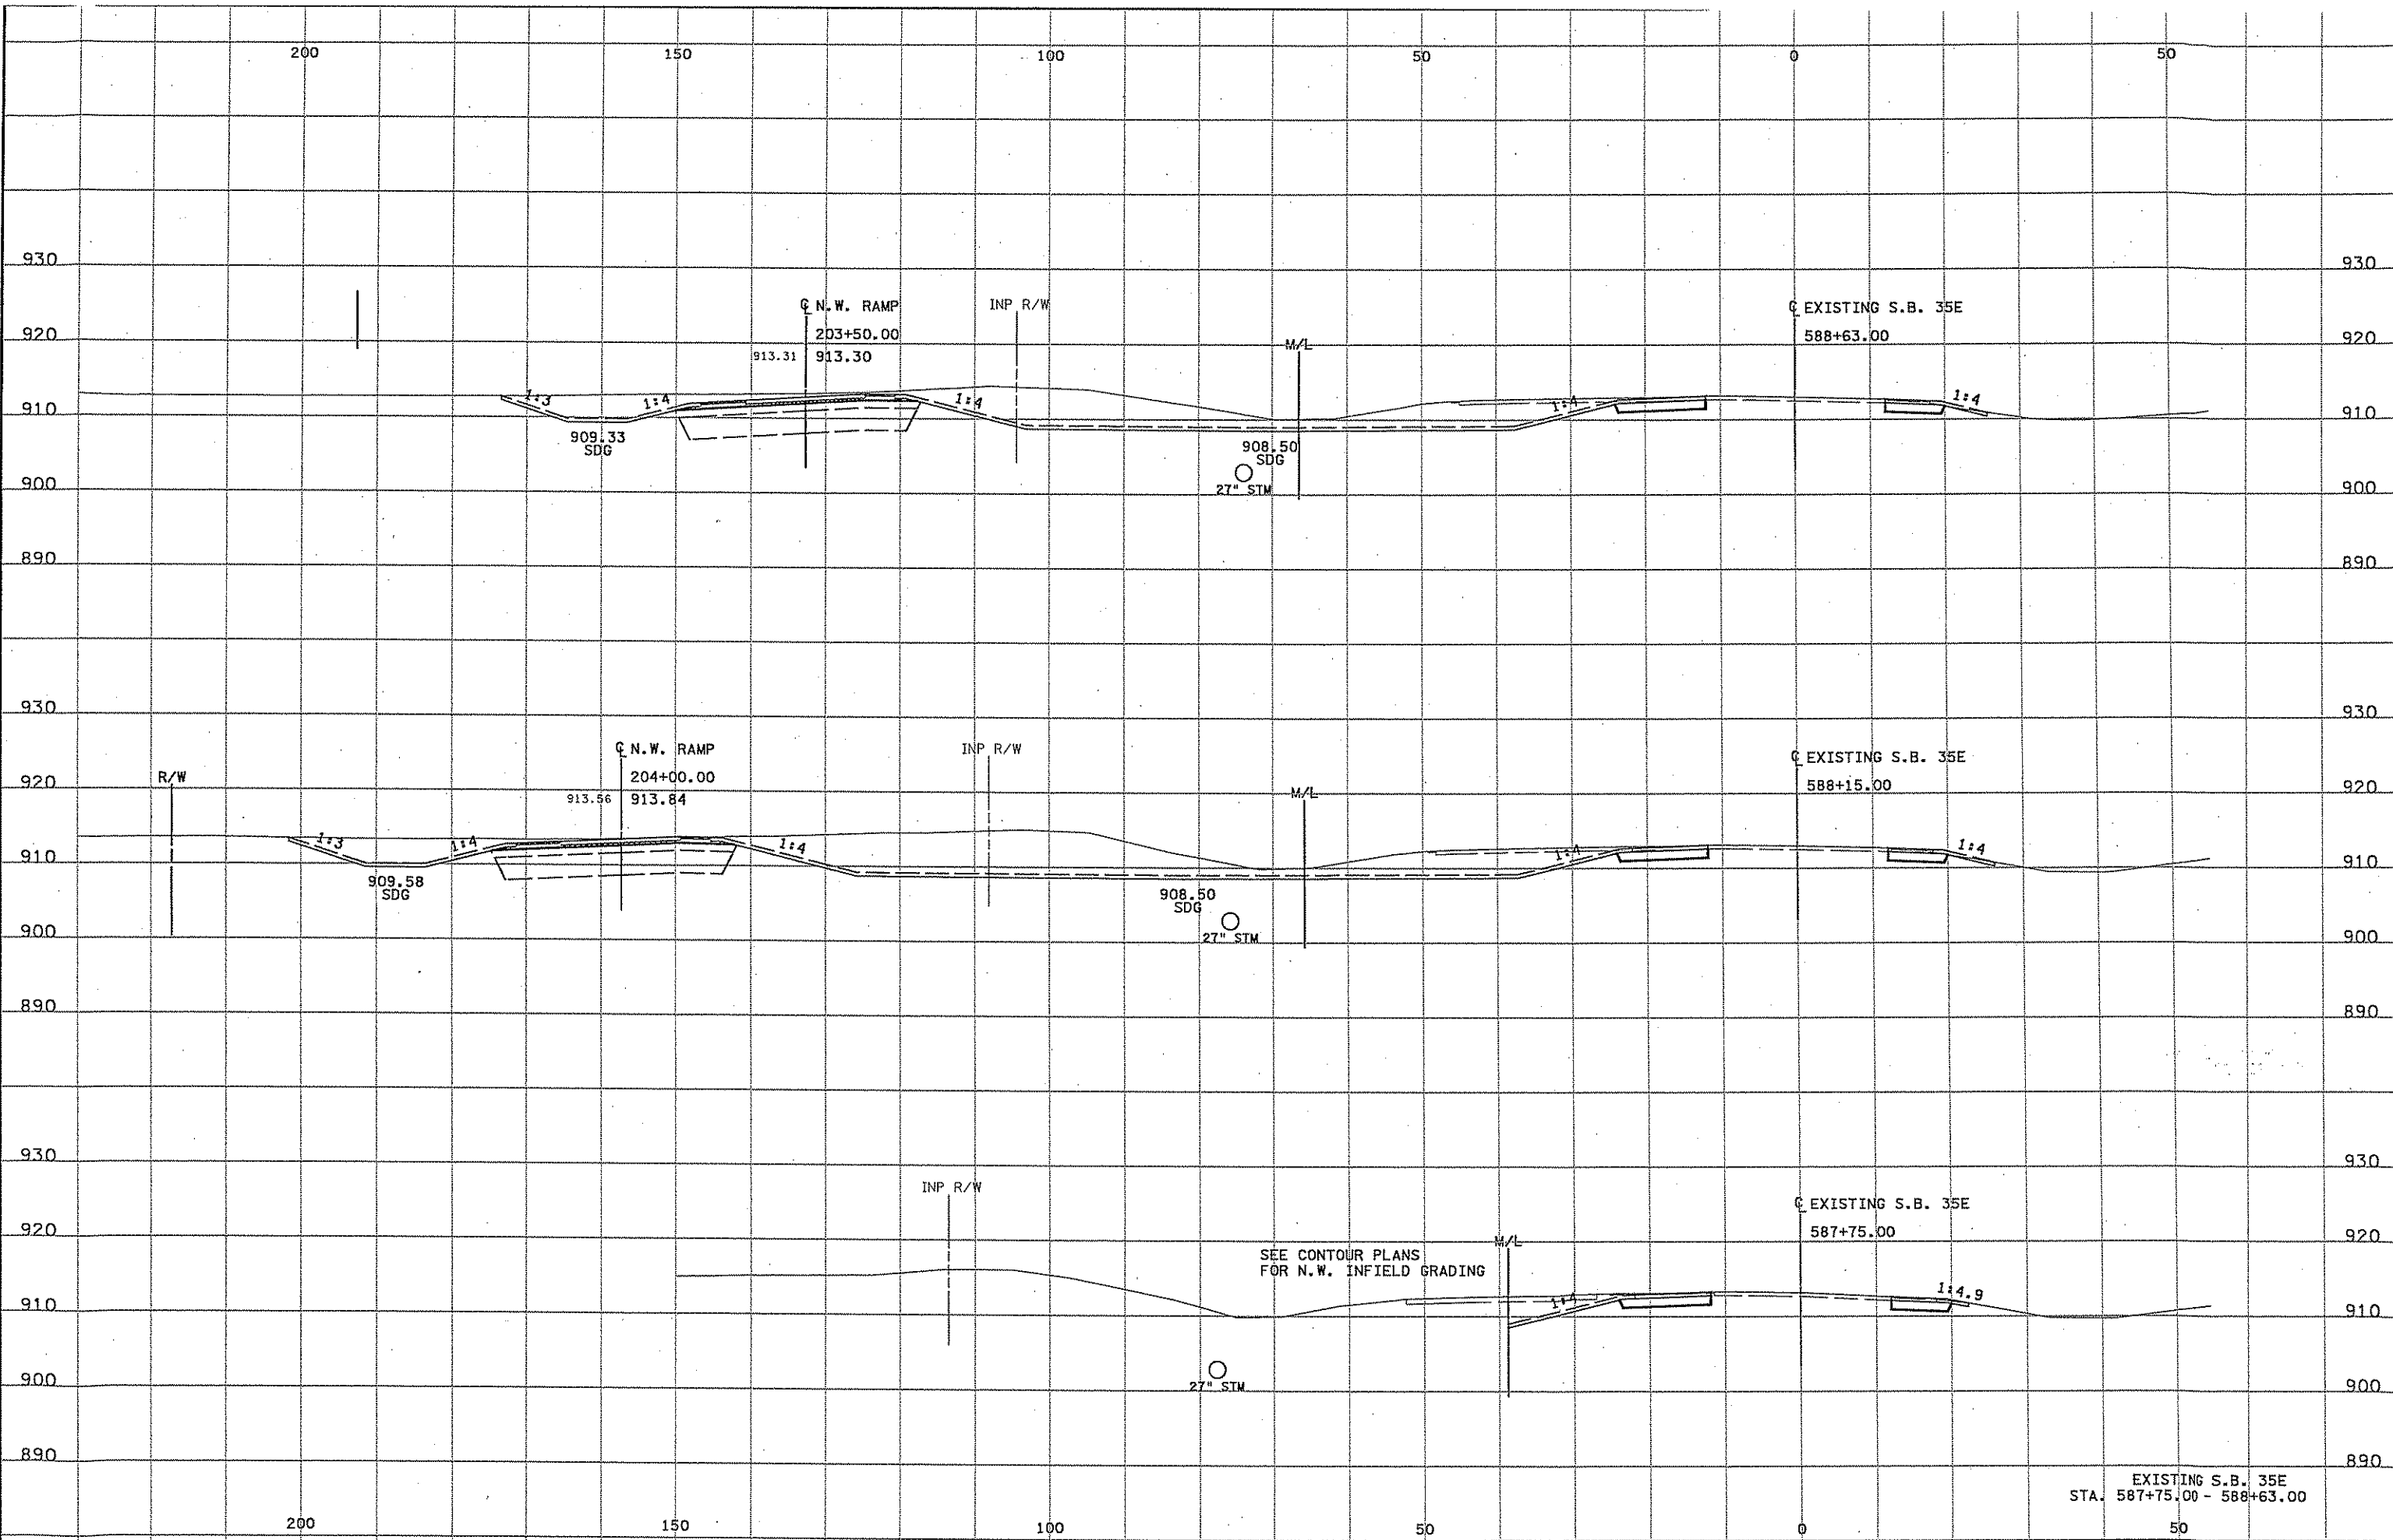 200 150 100 50 0 50
930 930
℄ N.W. RAMP INP R/W ℄ EXISTING S.B. 35E
920 203+50.00 588+63.00 920
913.31 913.30 M/L
910 1:3 1:4 1:4 1:4 1:4 910
909.33 908.50
SDG SDG
900 27" STM 900
890 890
930 930
℄ N.W. RAMP INP R/W ℄ EXISTING S.B. 35E
R/W 204+00.00 588+15.00
920 913.56 913.84 M/L 920
910 1:3 1:4 1:4 1:4 1:4 910
909.58 908.50
SDG SDG
900 27" STM 900
890 890
930 930
INP R/W ℄ EXISTING S.B. 35E
920 M/L 587+75.00 920
SEE CONTOUR PLANS
FOR N.W. INFIELD GRADING
910 1:4 1:4.9 910
900 27" STM 900
890 890
EXISTING S.B. 35E
STA. 587+75.00 - 588+63.00
200 150 100 50 0 50